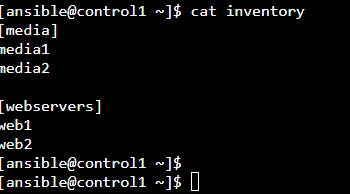 [ansible@control1 ~]$ cat inventory
[media]
media1
media2

[webservers]
web1
web2
[ansible@control1 ~]$
[ansible@control1 ~]$